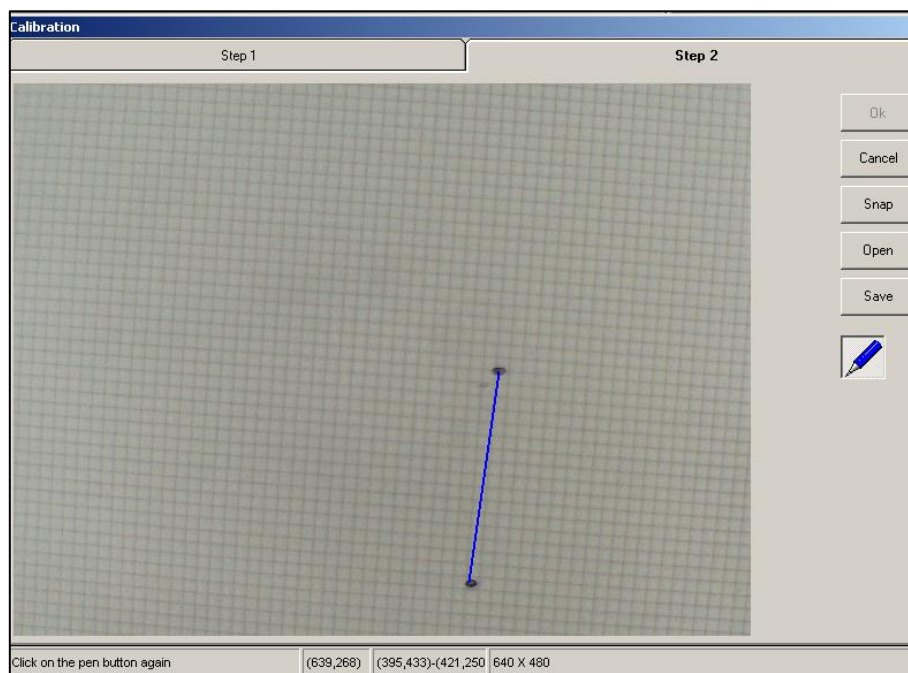 Calibration
Step 1
Step 2
Ok
Cancel
Snap
Open
Save
Click on the pen button again
(639,268)
(395,433)-(421,250
640 X 480